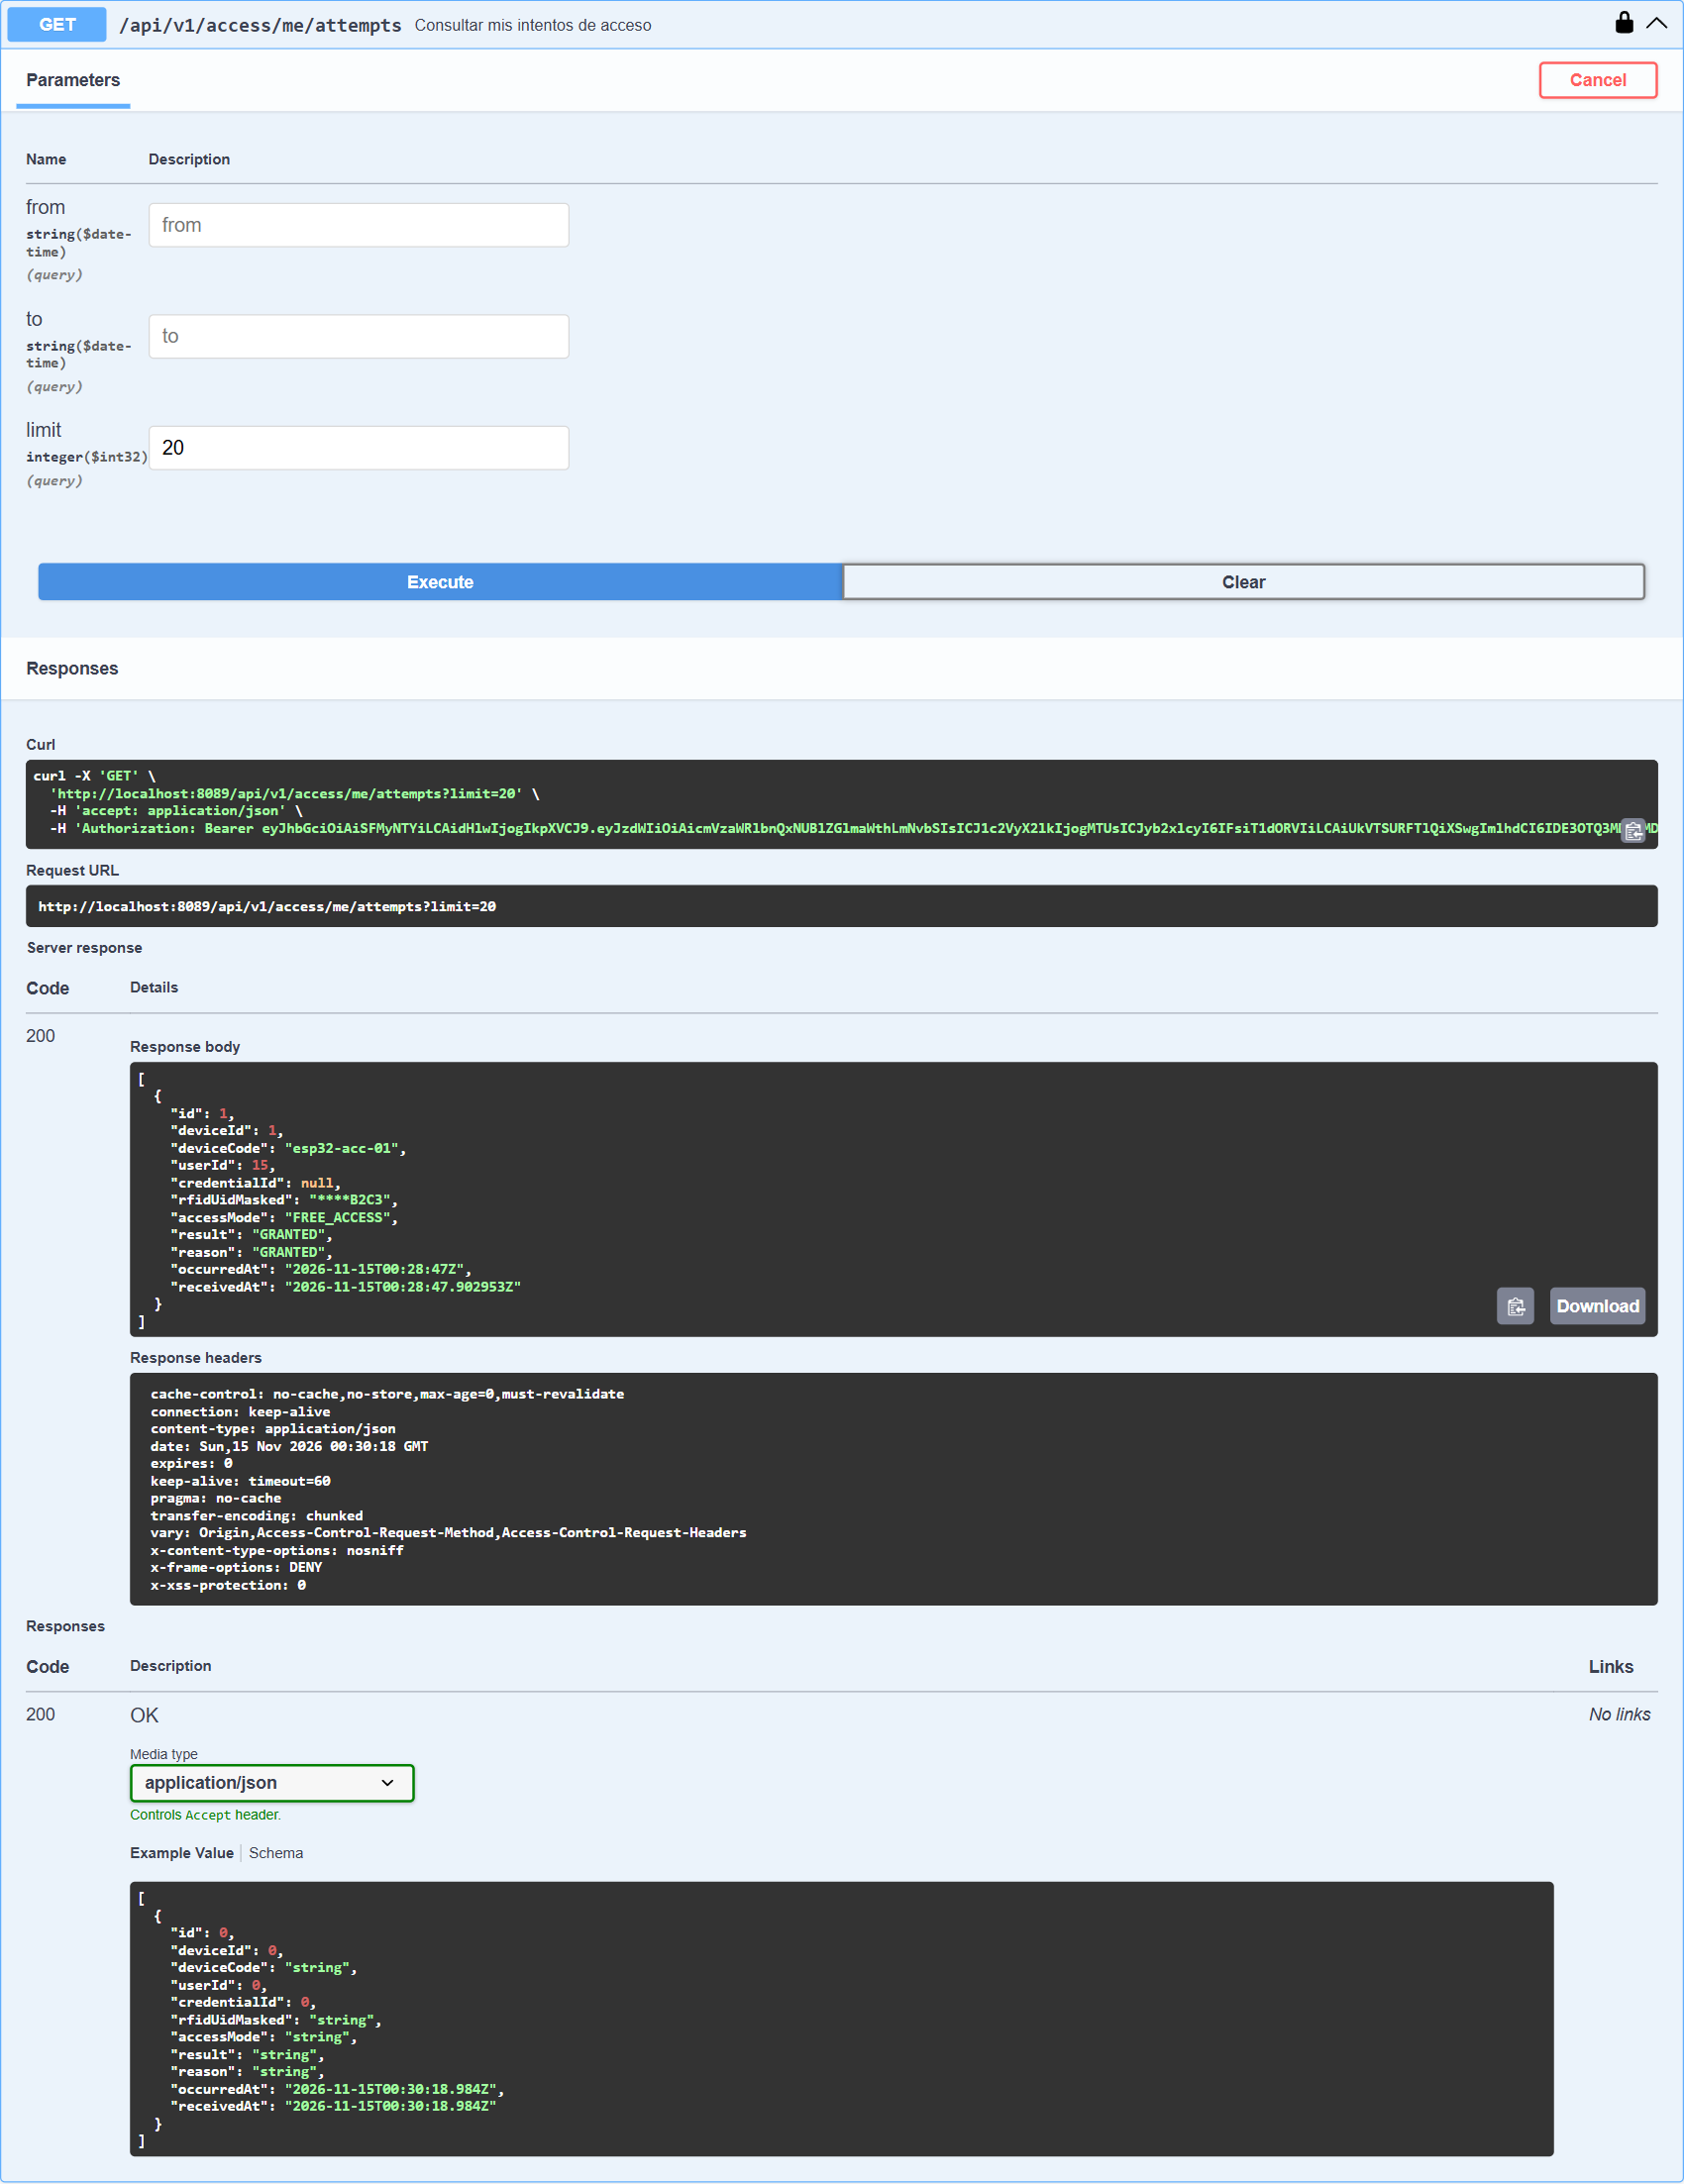 GET /api/v1/access/me/attempts Consultar mis intentos de acceso
Parameters
Cancel
Name Description
from
string($date-
time)
(query)
from
to
string($date-
time)
(query)
to
limit
integer($int32)
(query)
20
Execute
Clear
Responses
Curl
curl -X 'GET' \
'http://localhost:8089/api/v1/access/me/attempts?limit=20' \
-H 'accept: application/json' \
-H 'Authorization: Bearer
Request URL
http://localhost:8089/api/v1/access/me/attempts?limit=20
Server response
Code Details
200
Response body
[
{
"id": 1,
"deviceId": 1,
"deviceCode": "esp32-acc-01",
"userId": 15,
"credentialId": null,
"rfidUidMasked": "****B2C3",
"accessMode": "FREE_ACCESS",
"result": "GRANTED",
"reason": "GRANTED",
"occurredAt": "2026-11-15T00:28:47Z",
"receivedAt": "2026-11-15T00:28:47.902953Z"
}
]
Download
Response headers
cache-control: no-cache,no-store,max-age=0,must-revalidate
connection: keep-alive
content-type: application/json
date: Sun,15 Nov 2026 00:30:18 GMT
expires: 0
keep-alive: timeout=60
pragma: no-cache
transfer-encoding: chunked
vary: Origin,Access-Control-Request-Method,Access-Control-Request-Headers
x-content-type-options: nosniff
x-frame-options: DENY
x-xss-protection: 0
Responses
Code Description Links
200 OK No links
Media type
application/json
Controls Accept header.
Example Value Schema
[
{
"id": 0,
"deviceId": 0,
"deviceCode": "string",
"userId": 0,
"credentialId": 0,
"rfidUidMasked": "string",
"accessMode": "string",
"result": "string",
"reason": "string",
"occurredAt": "2026-11-15T00:30:18.984Z",
"receivedAt": "2026-11-15T00:30:18.984Z"
}
]